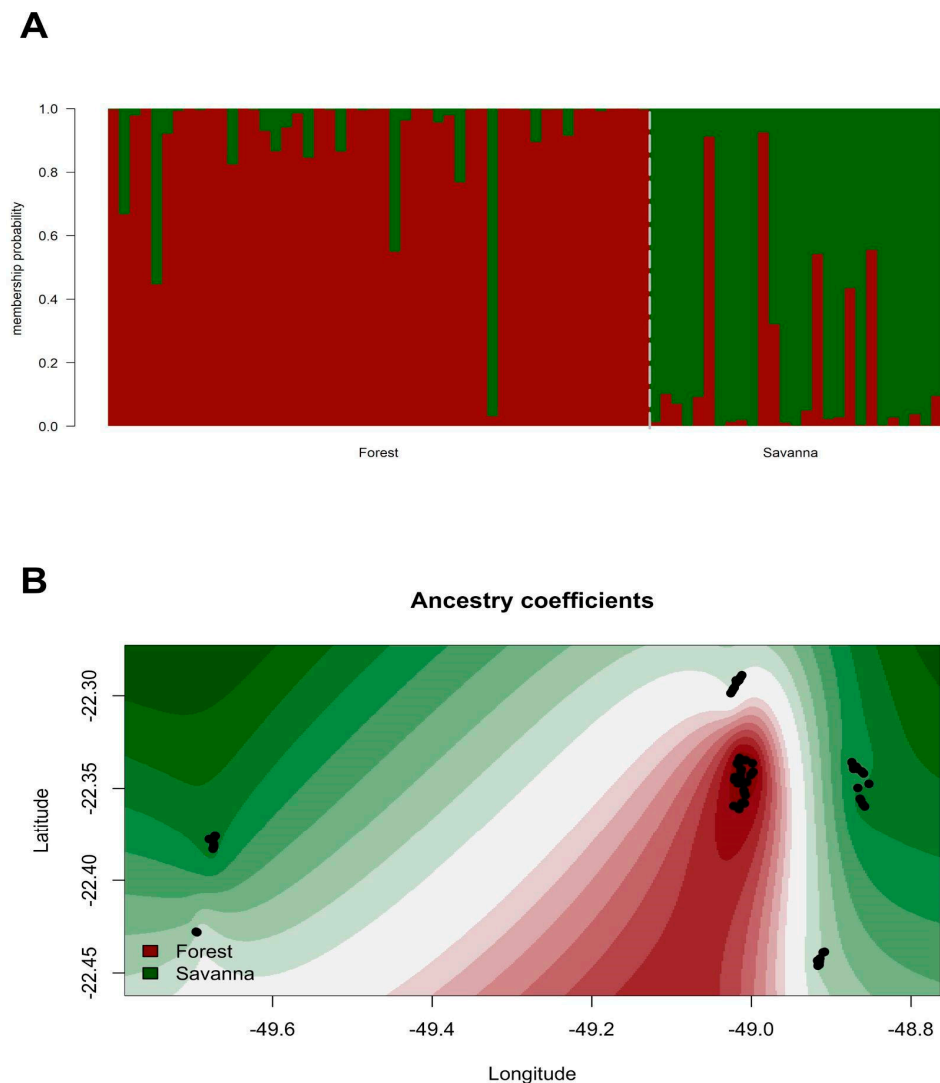 A
1.0
0.8
0.6
0.4
0.2
0.0
membership probability
Forest
Savanna
B
Ancestry coefficients
-22.30
-22.35
-22.40
-22.45
Latitude
Forest
Savanna
-49.6
-49.4
-49.2
-49.0
-48.8
Longitude